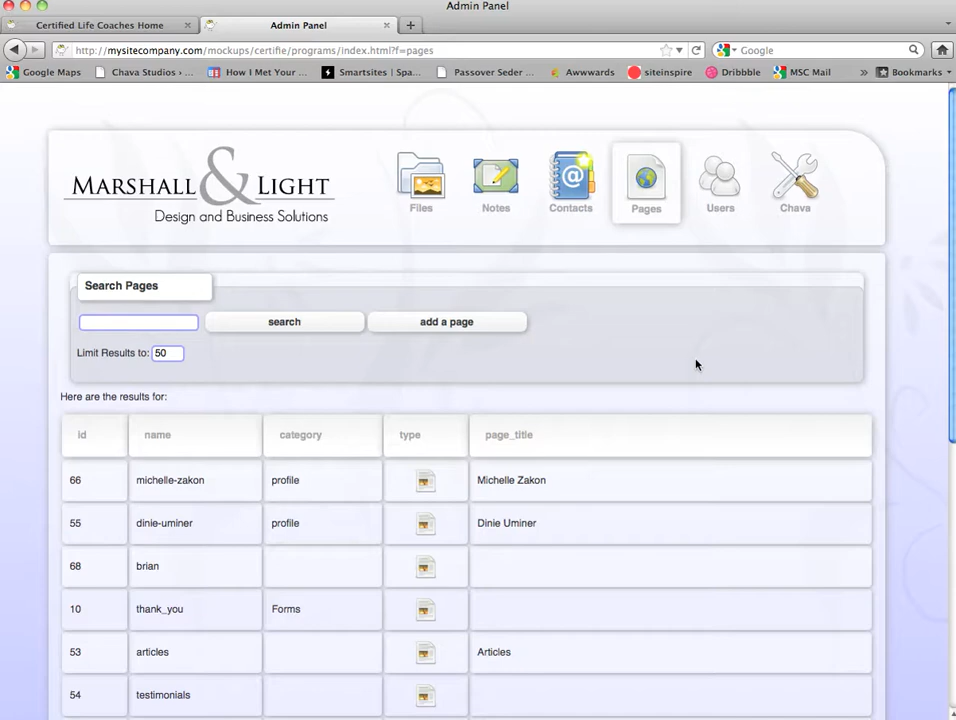 Admin Panel
Certified Life Coaches Home
Admin Panel
http://mysitecompany.com/mockups/certifie/programs/index.html?f=pages
Google
Google Maps
Chava Studios › ...
How I Met Your ...
Smartsites | Spa...
Passover Seder ...
Awwwards
siteinspire
Dribbble
MSC Mail
»
Bookmarks
MARSHALL & LIGHT
Design and Business Solutions
Files
Notes
Contacts
Pages
Users
Chava
Search Pages
search
add a page
Limit Results to: 50
Here are the results for:
id name category type page_title
66 michelle-zakon profile Michelle Zakon
55 dinie-uminer profile Dinie Uminer
68 brian
10 thank_you Forms
53 articles Articles
54 testimonials